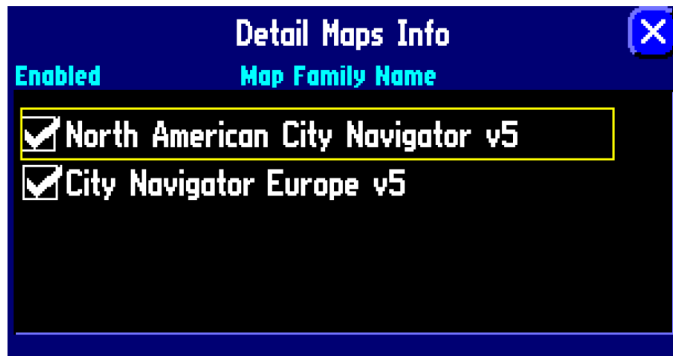 Detail Maps Info
Enabled Map Family Name
North American City Navigator v5
City Navigator Europe v5